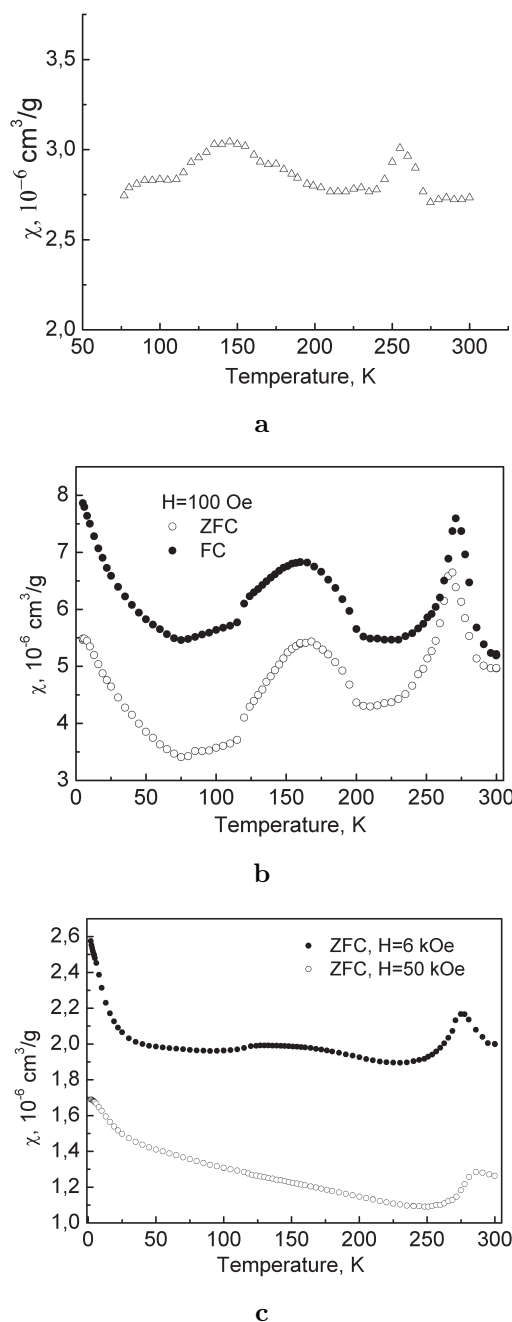 3,5
3,0
2,5
2,0
χ, 10⁻⁶ cm³/g
50 100 150 200 250 300
Temperature, K
a
8
7
6
5
4
3
χ, 10⁻⁶ cm³/g
H=100 Oe
ZFC
FC
0 50 100 150 200 250 300
Temperature, K
b
2,6
2,4
2,2
2,0
1,8
1,6
1,4
1,2
1,0
χ, 10⁻⁶ cm³/g
ZFC, H=6 kOe
ZFC, H=50 kOe
0 50 100 150 200 250 300
Temperature, K
c